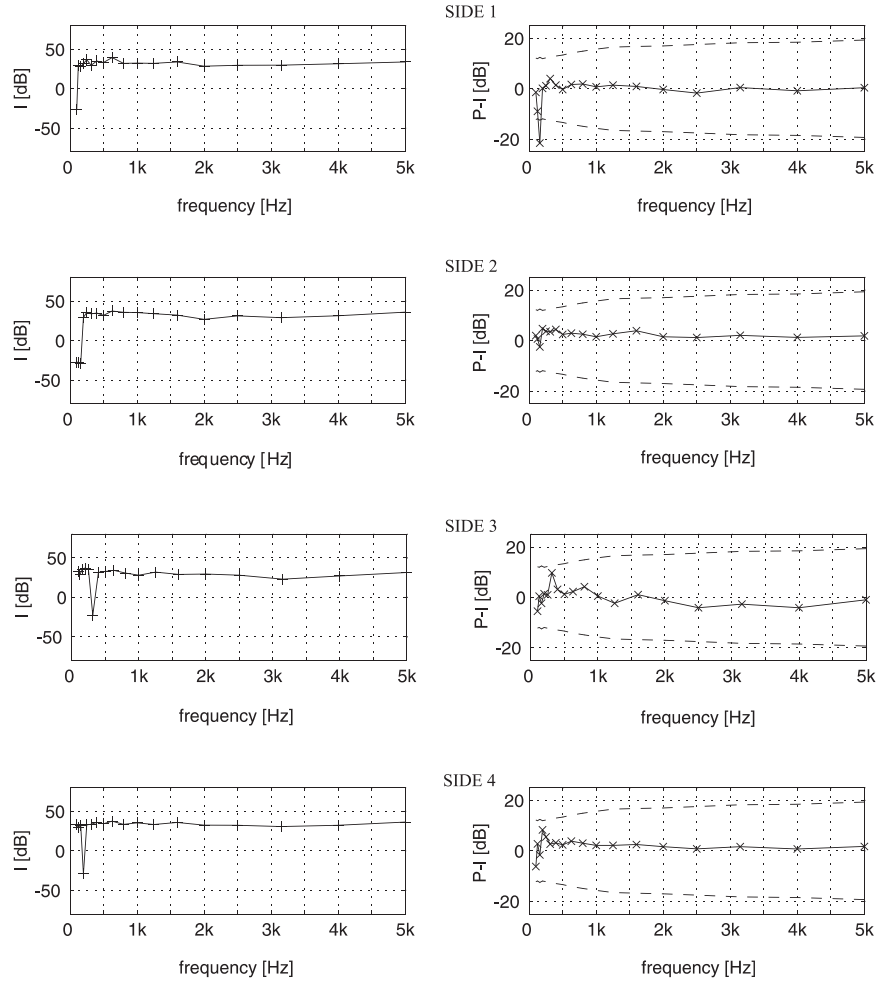 SIDE 1
I [dB]
50
0
-50
0 1k 2k 3k 4k 5k
frequency [Hz]
P-I [dB]
20
0
-20
0 1k 2k 3k 4k 5k
frequency [Hz]
SIDE 2
I [dB]
50
0
-50
0 1k 2k 3k 4k 5k
frequency [Hz]
P-I [dB]
20
0
-20
0 1k 2k 3k 4k 5k
frequency [Hz]
SIDE 3
I [dB]
50
0
-50
0 1k 2k 3k 4k 5k
frequency [Hz]
P-I [dB]
20
0
-20
0 1k 2k 3k 4k 5k
frequency [Hz]
SIDE 4
I [dB]
50
0
-50
0 1k 2k 3k 4k 5k
frequency [Hz]
P-I [dB]
20
0
-20
0 1k 2k 3k 4k 5k
frequency [Hz]